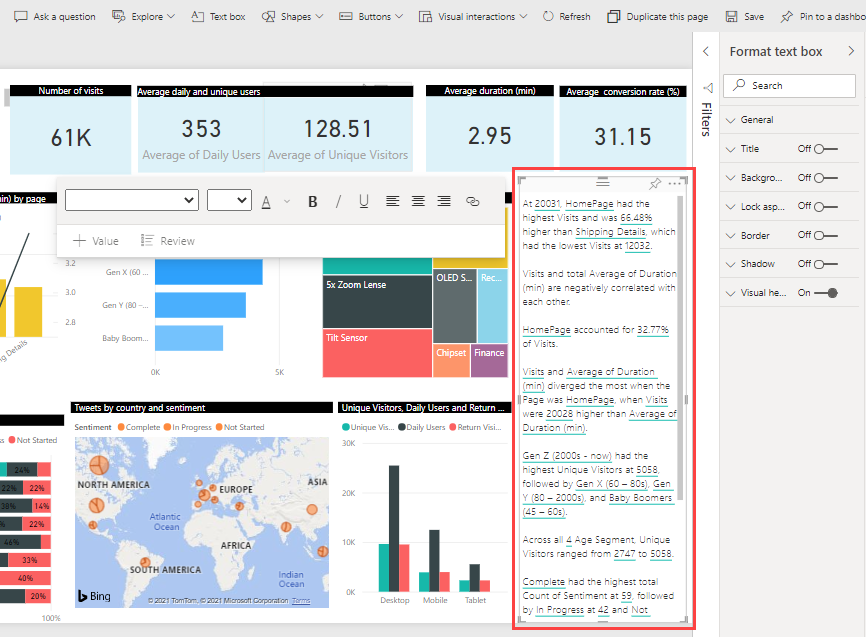 Ask a question
Explore
Text box
Shapes
Buttons
Visual interactions
Refresh
Duplicate this page
Save
Pin to a dashbo
Number of visits
61K
Average daily and unique users
353
Average of Daily Users
128.51
Average of Unique Visitors
Average duration (min)
2.95
Average conversion rate (%)
31.15
Filters
Format text box
Search
General
Title Off
Backgro... Off
Lock asp... Off
Border Off
Shadow Off
Visual he... On
in) by page
A
B
/
U
Value
Review
3.2
3.0
2.8
ng Details
Gen X (60 ...
Gen Y (80 –...
Baby Boom...
0K
5K
5x Zoom Lense
Tilt Sensor
OLED S...
Rec...
Chipset
Finance
At 20031, HomePage had the
highest Visits and was 66.48%
higher than Shipping Details, which
had the lowest Visits at 12032.
Visits and total Average of Duration
(min) are negatively correlated with
each other.
HomePage accounted for 32.77%
of Visits.
Visits and Average of Duration
(min) diverged the most when the
Page was HomePage, when Visits
were 20028 higher than Average of
Duration (min).
Gen Z (2000s - now) had the
highest Unique Visitors at 5058,
followed by Gen X (60 – 80s), Gen
Y (80 – 2000s), and Baby Boomers
(45 – 60s).
Across all 4 Age Segment, Unique
Visitors ranged from 2747 to 5058.
Complete had the highest total
Count of Sentiment at 59, followed
by In Progress at 42 and Not
ss
Not Started
24%
22% 22%
38% 14%
22%
46%
33%
40%
20%
100%
Tweets by country and sentiment
Sentiment Complete In Progress Not Started
NORTH AMERICA
EUROPE
ASIA
Atlantic
Ocean
AFRICA
SOUTH AMERICA
Indian
Ocean
Bing
© 2021 TomTom, © 2021 Microsoft Corporation Terms
Unique Visitors, Daily Users and Return ...
Unique Vis... Daily Users Return Visi...
30K
20K
10K
0K
Desktop
Mobile
Tablet